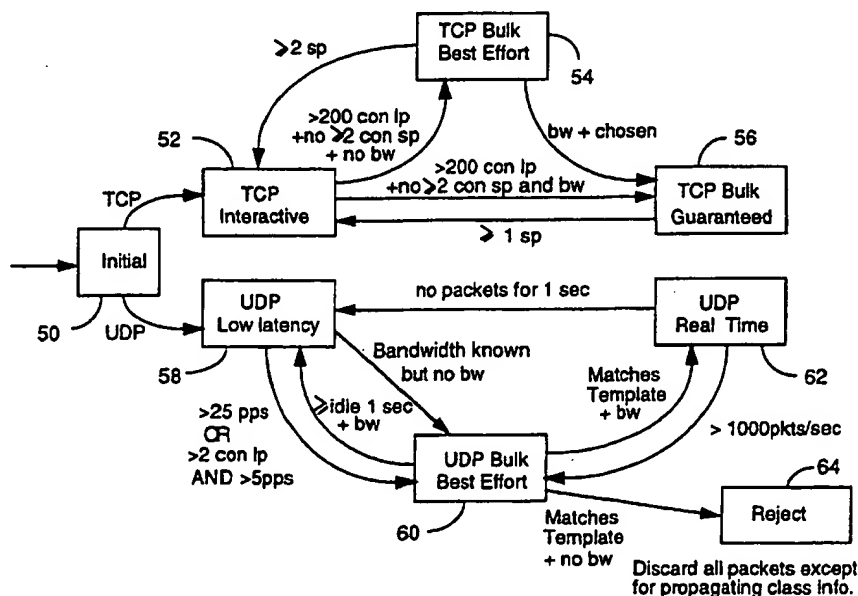 TCP Bulk
Best Effort
54
⩾2 sp
>200 con lp
+no ⩾2 con sp
+ no bw
bw + chosen
52
56
TCP
TCP
Interactive
>200 con lp
+no⩾2 con sp and bw
TCP Bulk
Guaranteed
⩾ 1 sp
Initial
50
UDP
UDP
Low latency
58
no packets for 1 sec
UDP
Real Time
62
Bandwidth known
but no bw
⩾idle 1 sec
+ bw
Matches
Template
+ bw
>25 pps
OR
>2 con lp
AND >5pps
> 1000pkts/sec
UDP Bulk
Best Effort
60
64
Reject
Matches
Template
+ no bw
Discard all packets except
for propagating class info.